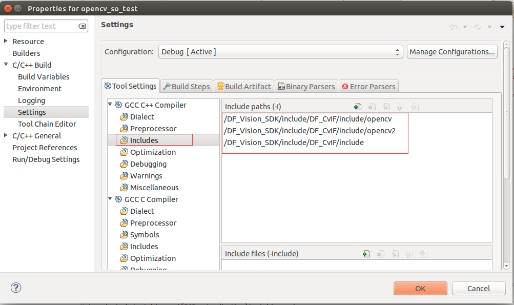 Properties for opencv_so_test
type filter text
Settings
Resource
Builders
C/C++ Build
Build Variables
Environment
Logging
Settings
Tool Chain Editor
C/C++ General
Project References
Run/Debug Settings
Configuration:
Debug [ Active ]
Manage Configurations...
Tool Settings
Build Steps
Build Artifact
Binary Parsers
Error Parsers
GCC C++ Compiler
Dialect
Preprocessor
Includes
Optimization
Debugging
Warnings
Miscellaneous
GCC C Compiler
Dialect
Preprocessor
Symbols
Includes
Optimization
Debugging
Include paths (-I)
/DF_Vision_SDK/include/DF_CvIF/include/opencv
/DF_Vision_SDK/include/DF_CvIF/include/opencv2
/DF_Vision_SDK/include/DF_CvIF/include
Include files (-include)
OK
Cancel